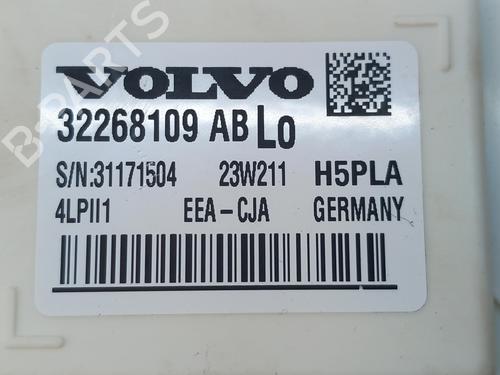 VOLVO
32268109 AB Lo
S/N:31171504 23W211 H5PLA
4LPII1 EEA-CJA GERMANY
B-PARTS